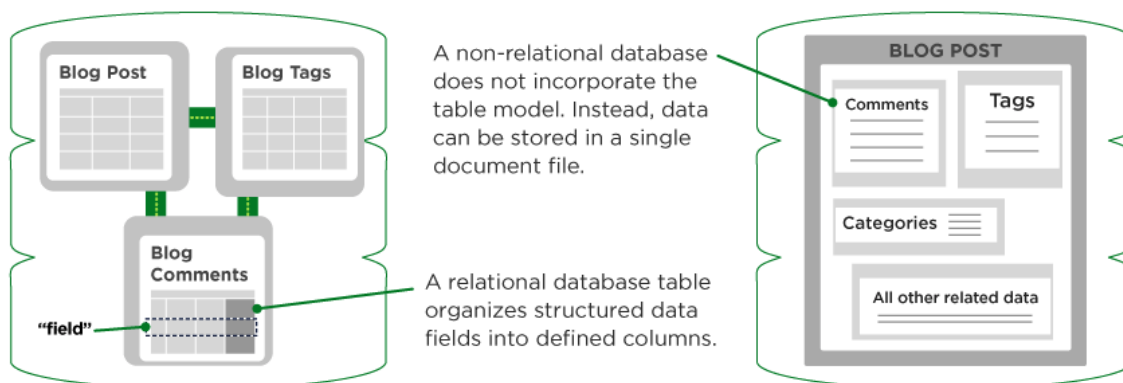 Blog Post
Blog Tags
Blog
Comments
“field”
A non-relational database
does not incorporate the
table model. Instead, data
can be stored in a single
document file.
A relational database table
organizes structured data
fields into defined columns.
BLOG POST
Comments
Tags
Categories
All other related data